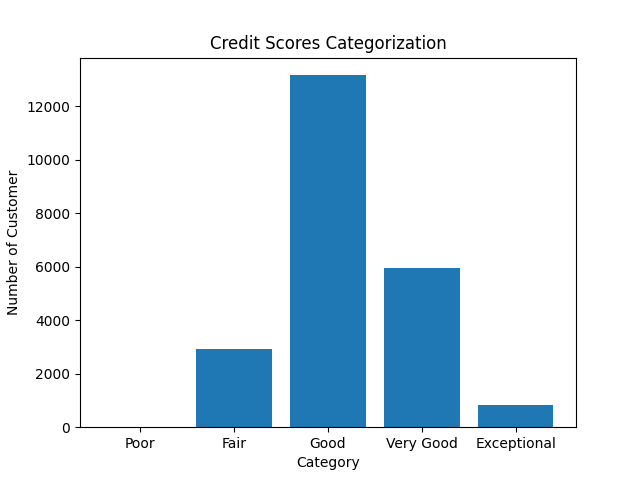 Credit Scores Categorization
Number of Customer
12000
10000
8000
6000
4000
2000
0
Poor Fair Good Very Good Exceptional
Category